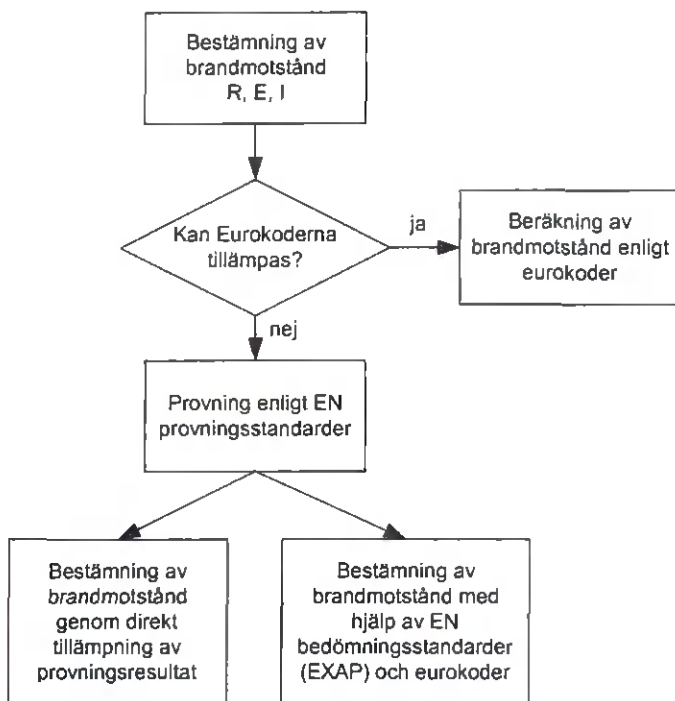 Bestämning av
brandmotstånd
R, E, I
Kan Eurokoderna
tillämpas?
ja
Beräkning av
brandmotstånd enligt
eurokoder
nej
Provning enligt EN
provningsstandarder
Bestämning av
brandmotstånd
genom direkt
tillämpning av
provningsresultat
Bestämning av
brandmotstånd med
hjälp av EN
bedömningsstandarder
(EXAP) och eurokoder